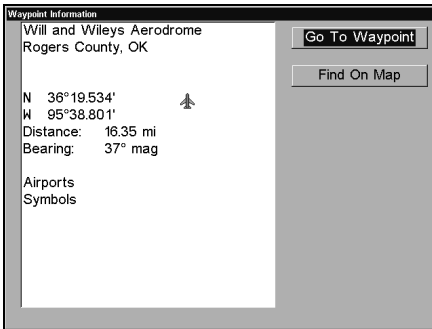 Waypoint Information
Will and Wileys Aerodrome
Rogers County, OK
N 36°19.534'
W 95°38.801'
Distance: 16.35 mi
Bearing: 37° mag
Airports
Symbols
Go To Waypoint
Find On Map